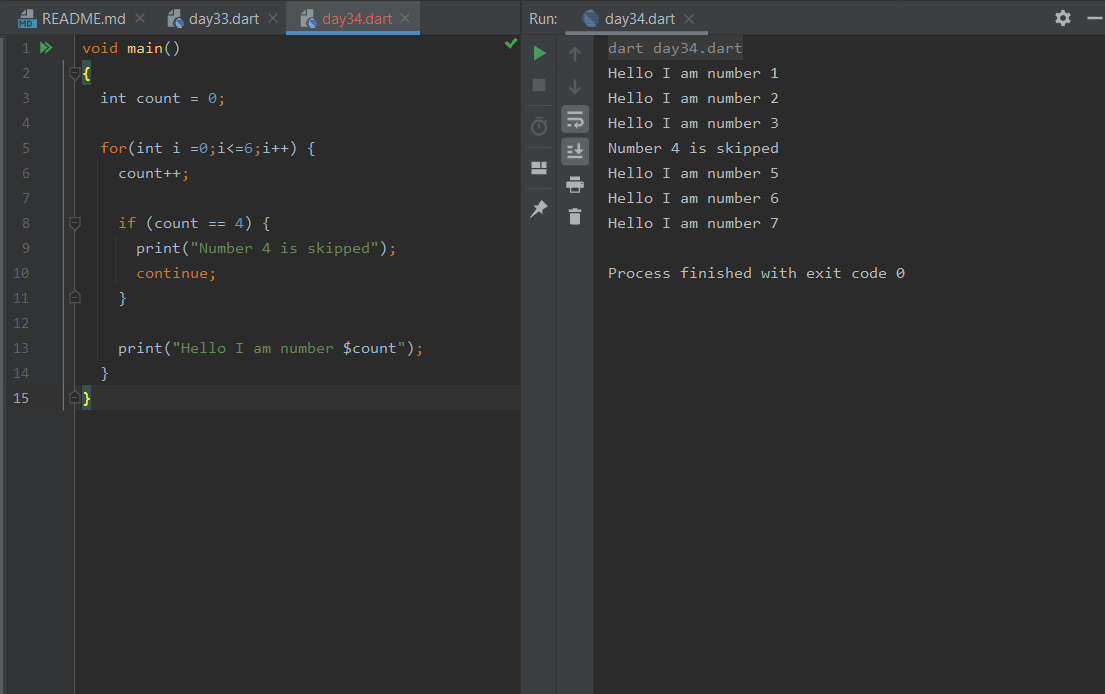 README.md day33.dart day34.dart
1 void main()
2 {
3 int count = 0;
4
5 for(int i =0;i<=6;i++) {
6 count++;
7
8 if (count == 4) {
9 print("Number 4 is skipped");
10 continue;
11 }
12
13 print("Hello I am number $count");
14 }
15 }
Run: day34.dart
dart day34.dart
Hello I am number 1
Hello I am number 2
Hello I am number 3
Number 4 is skipped
Hello I am number 5
Hello I am number 6
Hello I am number 7
Process finished with exit code 0